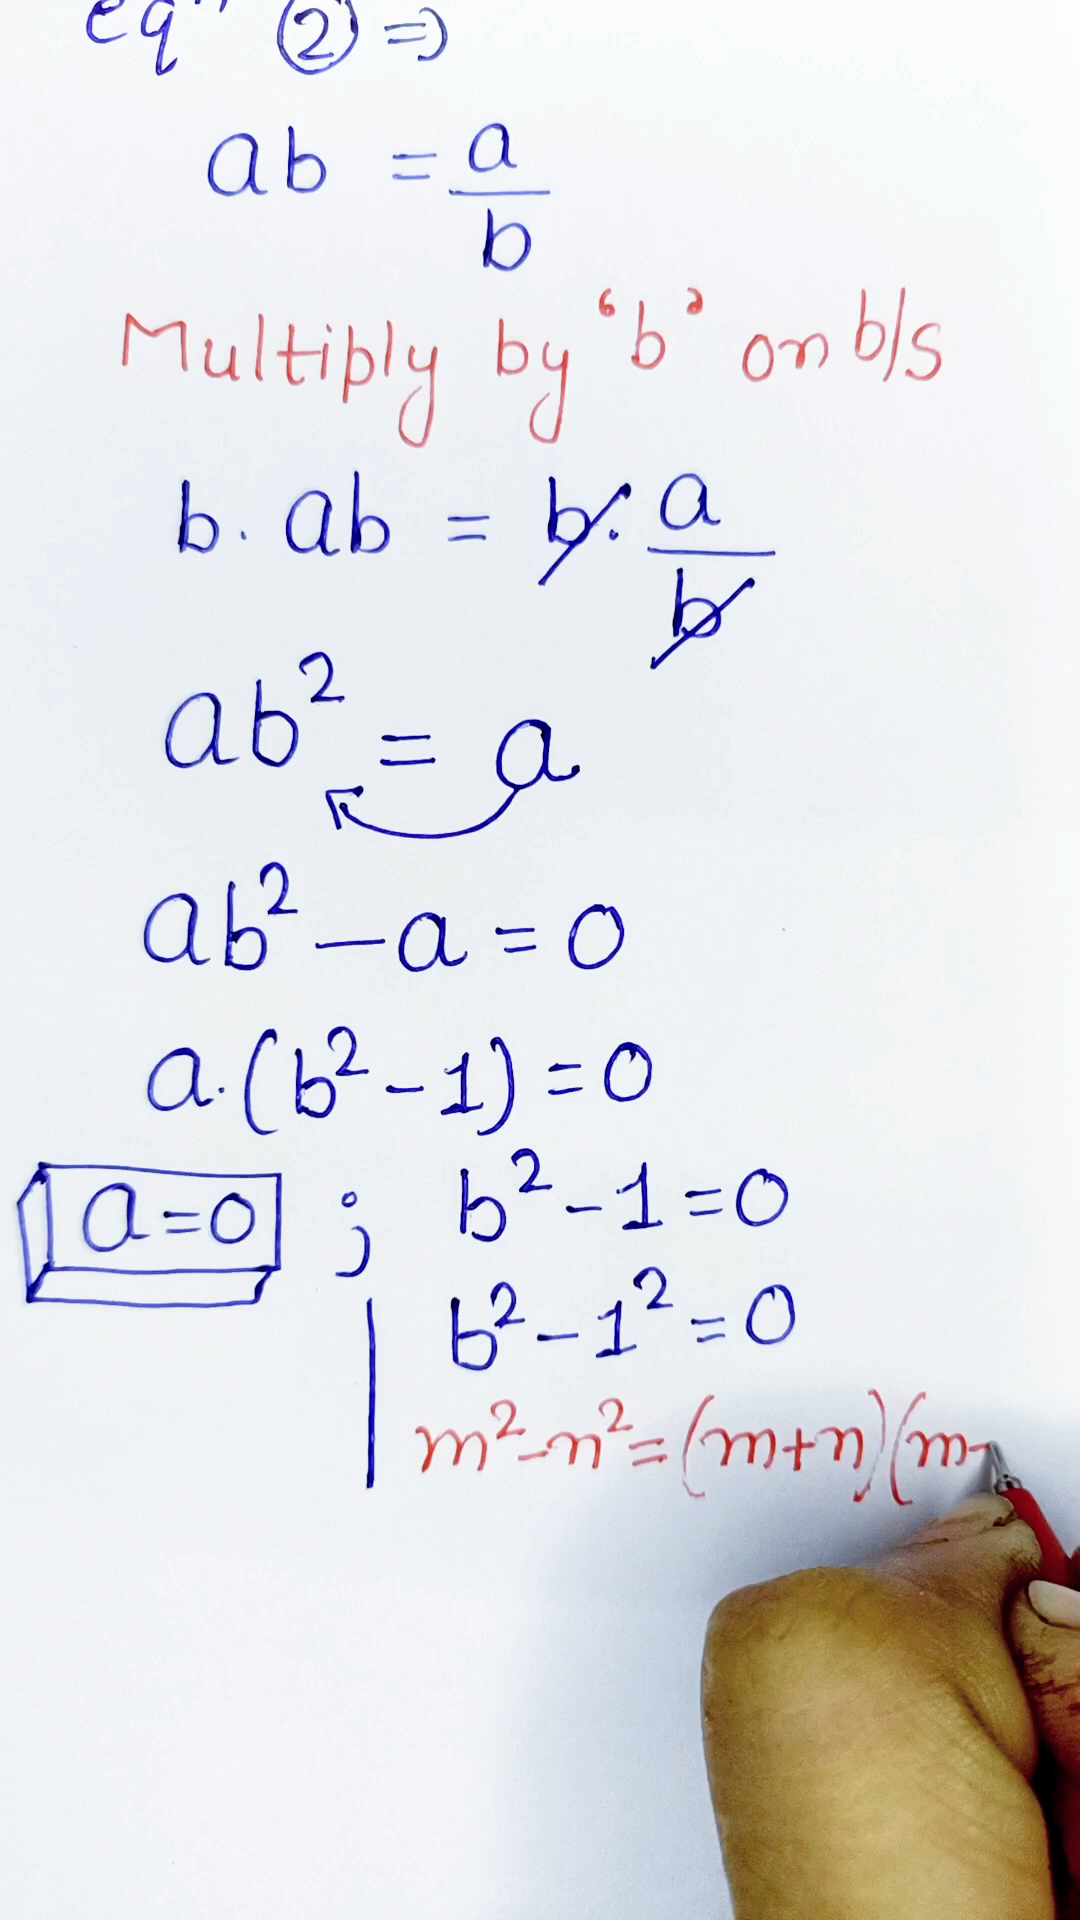 eqⁿ ② ⇒
ab = a/b
Multiply by 'b' on b/s
b. ab = b. a/b
ab² = a
ab² - a = 0
a.(b² - 1) = 0
a = 0 ; b² - 1 = 0
b² - 1² = 0
m² - n² = (m+n)(m-